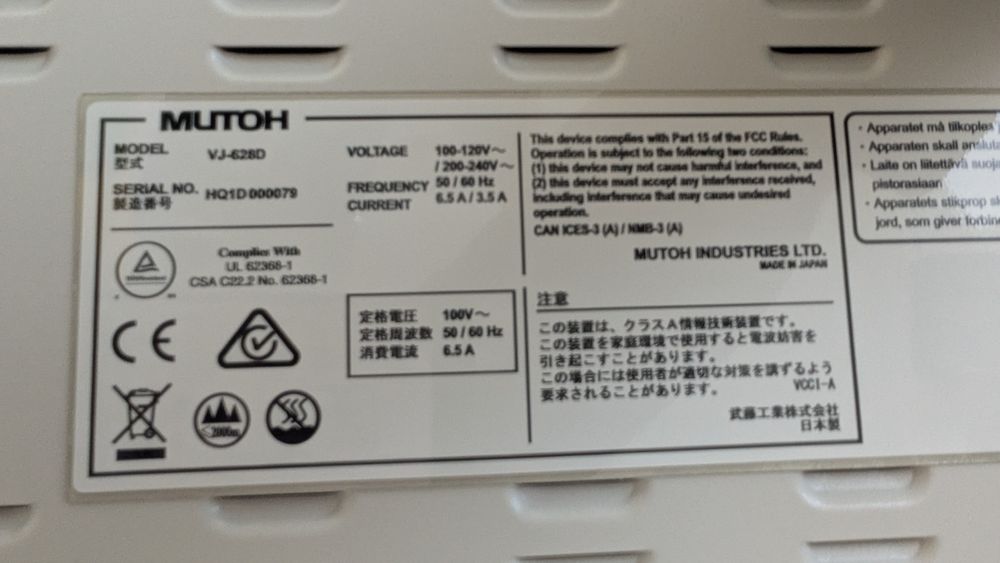 MUTOH
MODEL VJ-628D
型式
SERIAL NO. HQ1D000079
製造番号
VOLTAGE 100-120V～
/ 200-240V～
FREQUENCY 50 / 60 Hz
CURRENT 6.5 A / 3.5 A
This device complies with Part 15 of the FCC Rules.
Operation is subject to the following two conditions:
(1) this device may not cause harmful interference, and
(2) this device must accept any interference received,
including interference that may cause undesired
operation.
CAN ICES-3 (A) / NMB-3 (A)
MUTOH INDUSTRIES LTD.
MADE IN JAPAN
Complies With
UL 62368-1
CSA C22.2 No. 62368-1
CE
≤2000m
定格電圧 100V～
定格周波数 50 / 60 Hz
消費電流 6.5 A
注意
この装置は、クラスA情報技術装置です。
この装置を家庭環境で使用すると電波妨害を
引き起こすことがあります。
この場合には使用者が適切な対策を講ずるよう
要求されることがあります。
VCCI-A
武藤工業株式会社
日本製
・Apparatet må tilkoples
・Apparaten skall anslut
・Laite on liitettävä suoj
pistorasiaan
・Apparatets stikprop sk
jord, som giver forbin